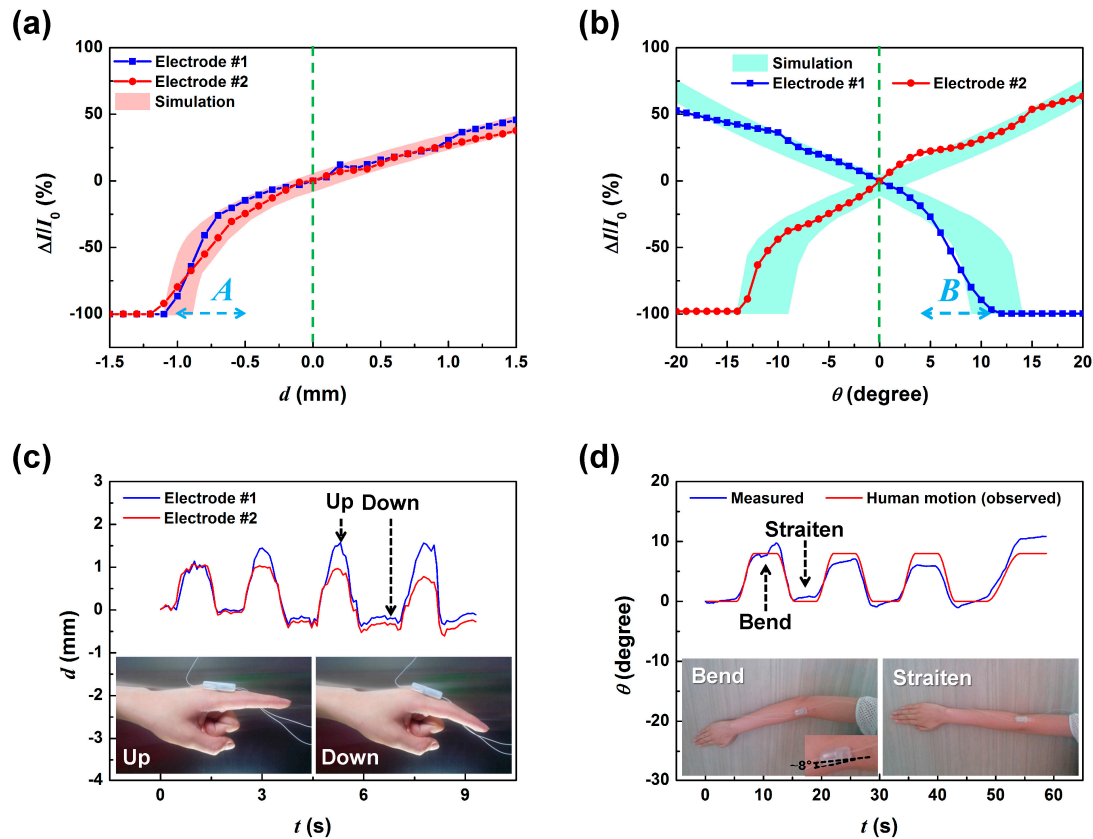 (a)
100
50
0
-50
-100
ΔI/I0 (%)
Electrode #1
Electrode #2
Simulation
A
-1.5 -1.0 -0.5 0.0 0.5 1.0 1.5
d (mm)
(b)
100
50
0
-50
-100
ΔI/I0 (%)
Simulation
Electrode #1 Electrode #2
B
-20 -15 -10 -5 0 5 10 15 20
θ (degree)
(c)
3
2
1
0
-1
-2
-3
-4
d (mm)
Electrode #1
Electrode #2
Up
Down
Up
Down
0 3 6 9
t (s)
(d)
20
10
0
-10
-20
-30
θ (degree)
Measured Human motion (observed)
Straiten
Bend
Bend
~8°
Straiten
0 10 20 30 40 50 60
t (s)